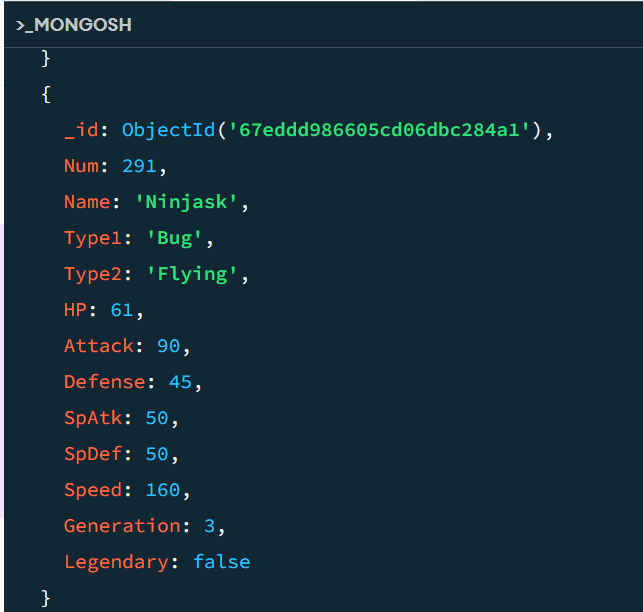 >_MONGOSH
}
{
_id: ObjectId('67eddd986605cd06dbc284a1'),
Num: 291,
Name: 'Ninjask',
Type1: 'Bug',
Type2: 'Flying',
HP: 61,
Attack: 90,
Defense: 45,
SpAtk: 50,
SpDef: 50,
Speed: 160,
Generation: 3,
Legendary: false
}